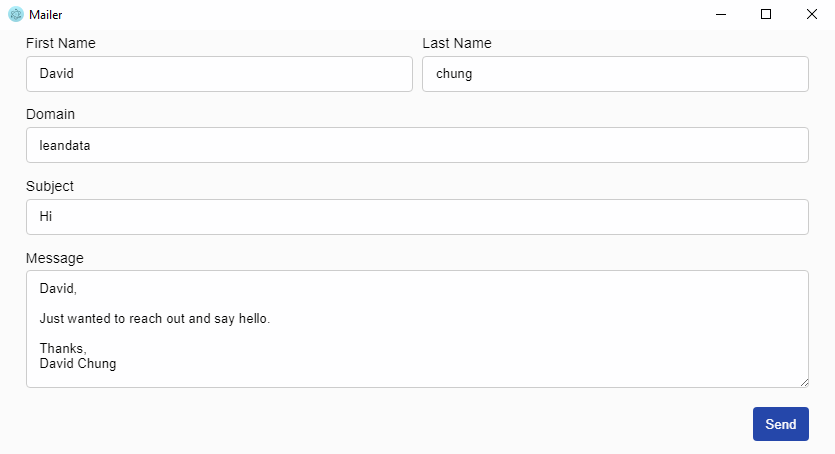 Mailer
First Name
Last Name
David
chung
Domain
leandata
Subject
Hi
Message
David,
Just wanted to reach out and say hello.
Thanks,
David Chung
Send